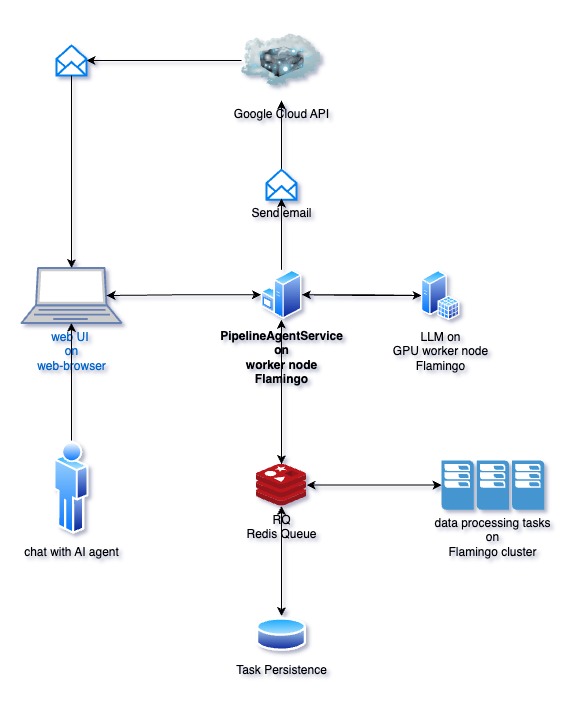 Google Cloud API
Send email
web UI
on
web-browser
PipelineAgentService
on
worker node
Flamingo
LLM on
GPU worker node
Flamingo
chat with AI agent
RQ
Redis Queue
data processing tasks
on
Flamingo cluster
Task Persistence